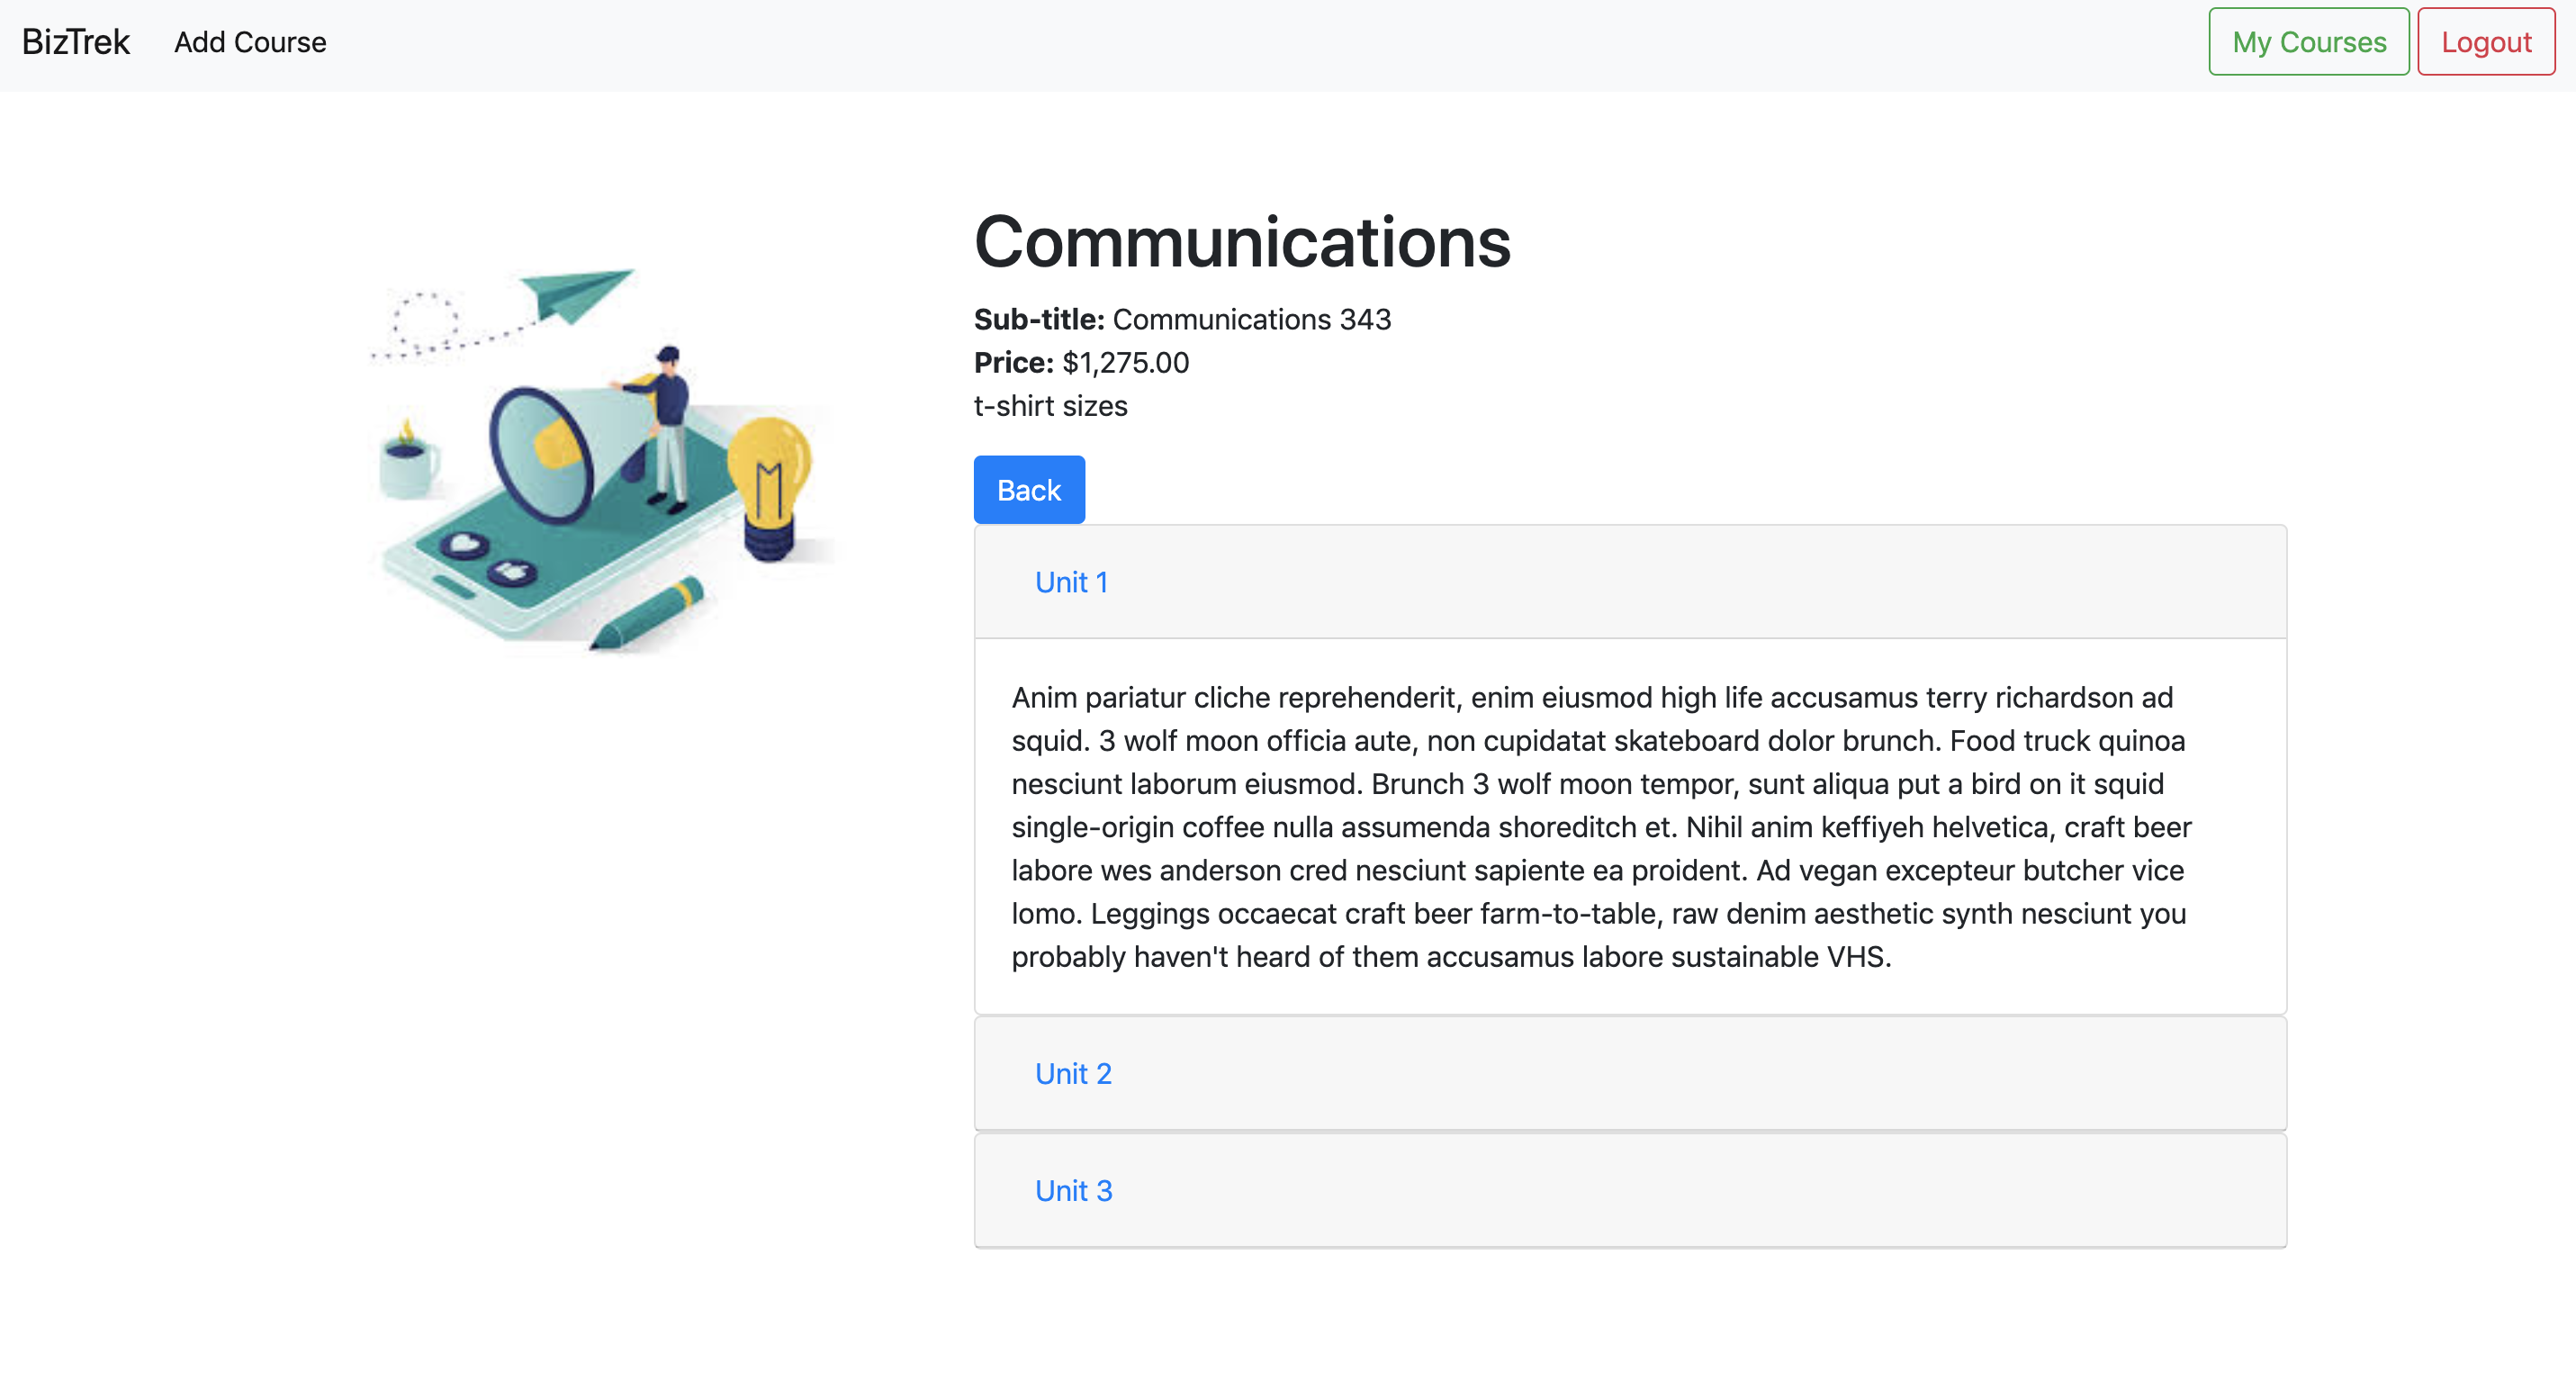 BizTrek Add Course My Courses Logout
Communications
Sub-title: Communications 343
Price: $1,275.00
t-shirt sizes
Back
Unit 1
Anim pariatur cliche reprehenderit, enim eiusmod high life accusamus terry richardson ad
squid. 3 wolf moon officia aute, non cupidatat skateboard dolor brunch. Food truck quinoa
nesciunt laborum eiusmod. Brunch 3 wolf moon tempor, sunt aliqua put a bird on it squid
single-origin coffee nulla assumenda shoreditch et. Nihil anim keffiyeh helvetica, craft beer
labore wes anderson cred nesciunt sapiente ea proident. Ad vegan excepteur butcher vice
lomo. Leggings occaecat craft beer farm-to-table, raw denim aesthetic synth nesciunt you
probably haven't heard of them accusamus labore sustainable VHS.
Unit 2
Unit 3